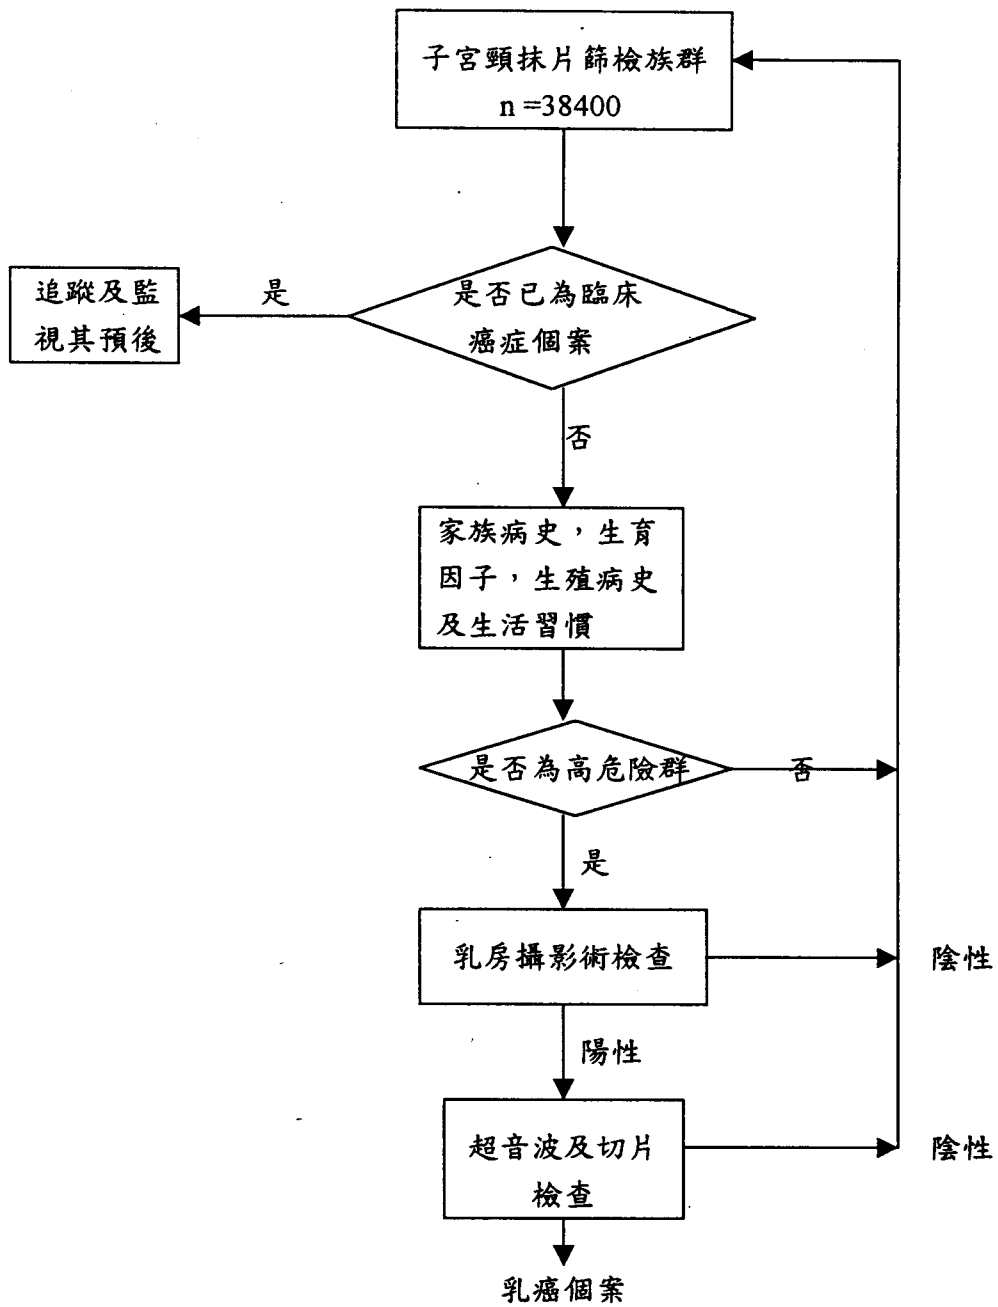 子宮頸抹片篩檢族群
n =38400
是否已為臨床
癌症個案
是
追蹤及監
視其預後
否
家族病史，生育
因子，生殖病史
及生活習慣
是否為高危險群
否
是
乳房攝影術檢查
陰性
陽性
超音波及切片
檢查
陰性
乳癌個案